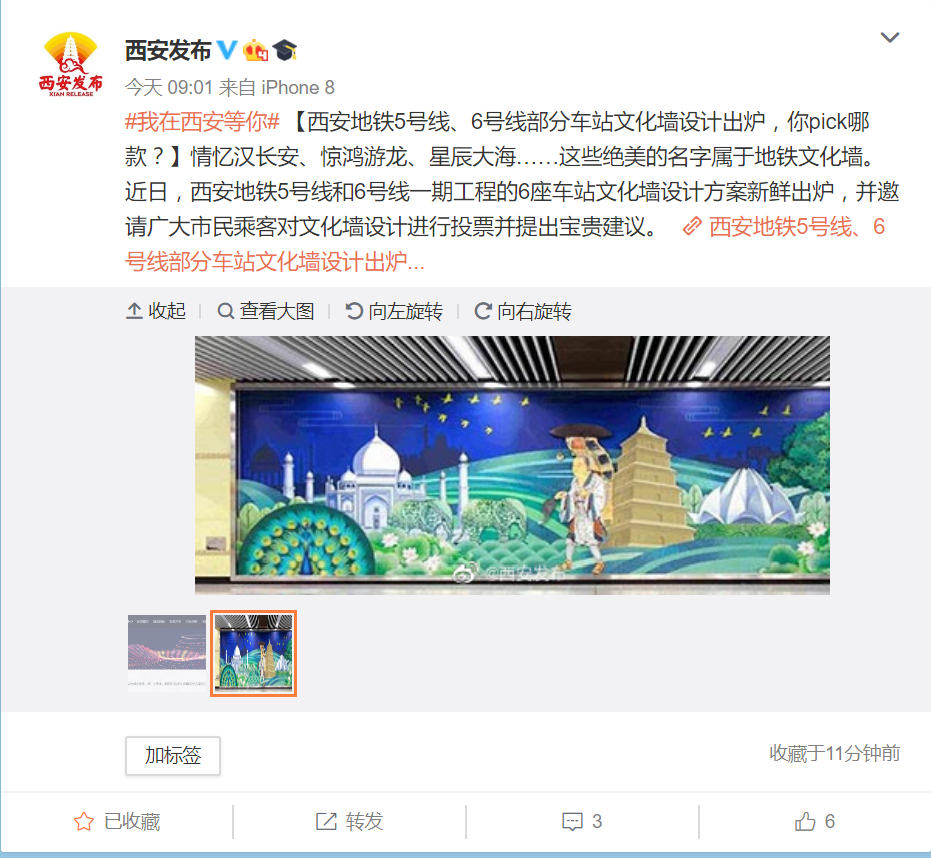 西安发布
西安发布
XIAN RELEASE
今天 09:01 来自 iPhone 8
#我在西安等你# 【西安地铁5号线、6号线部分车站文化墙设计出炉，你pick哪
款？】情忆汉长安、惊鸿游龙、星辰大海……这些绝美的名字属于地铁文化墙。
近日，西安地铁5号线和6号线一期工程的6座车站文化墙设计方案新鲜出炉，并邀
请广大市民乘客对文化墙设计进行投票并提出宝贵建议。 西安地铁5号线、6
号线部分车站文化墙设计出炉...
收起 查看大图 向左旋转 向右旋转
@西安发布
加标签 收藏于11分钟前
已收藏 转发 3 6